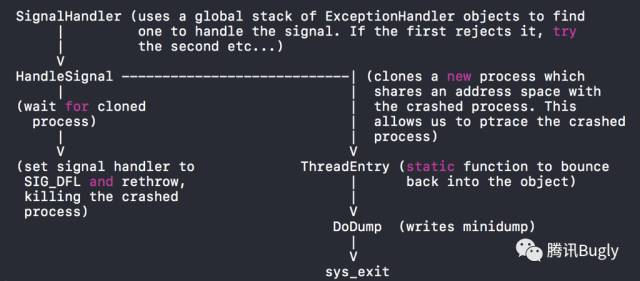 SignalHandler (uses a global stack of ExceptionHandler objects to find
| one to handle the signal. If the first rejects it, try
| the second etc...)
V
HandleSignal ----------------------------| (clones a new process which
| | shares an address space with
(wait for cloned | the crashed process. This
process) | allows us to ptrace the crashed
| | process)
V V
(set signal handler to ThreadEntry (static function to bounce
SIG_DFL and rethrow, | back into the object)
killing the crashed |
process) V
DoDump (writes minidump)
|
V
sys_exit
腾讯Bugly